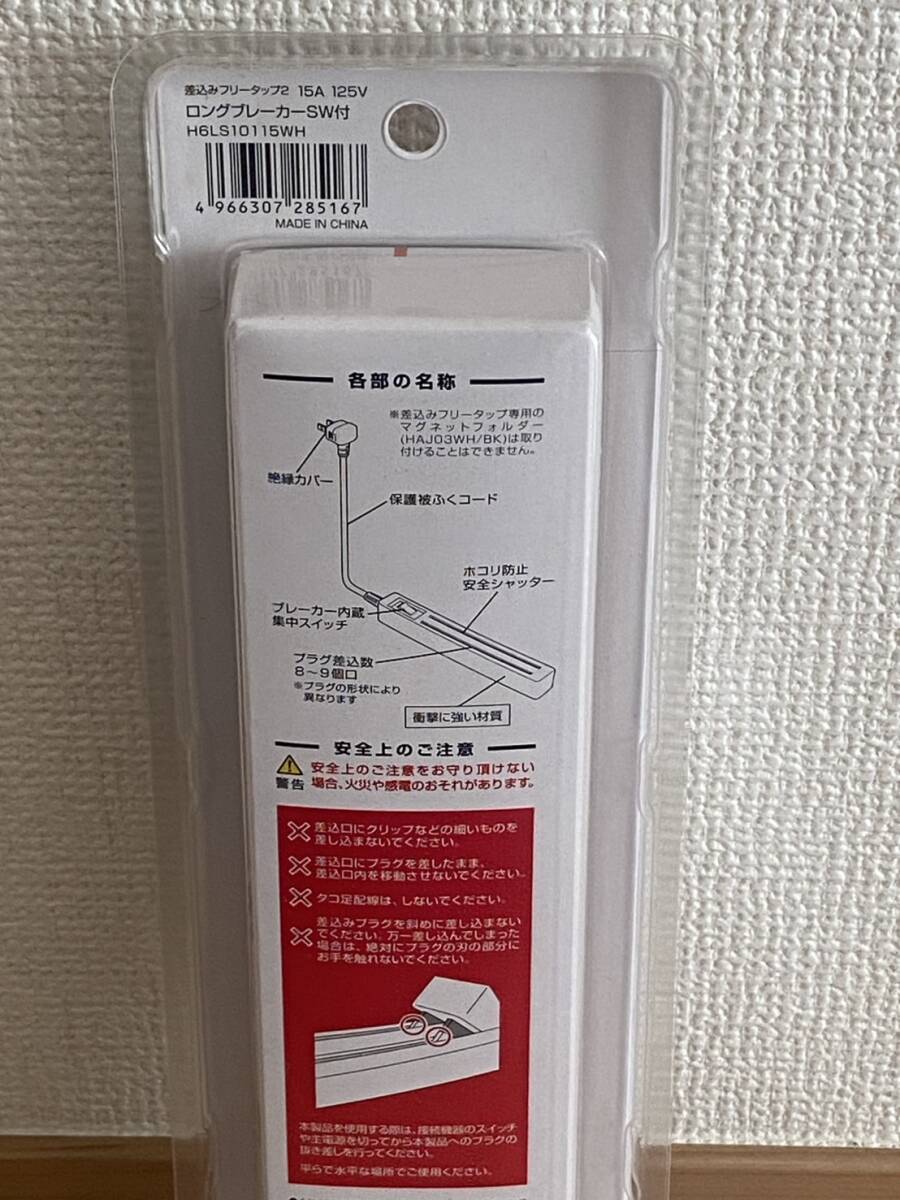 差込みフリータップ2 15A 125V
ロングブレーカーSW付
H6LS10115WH
4 966307 285167
MADE IN CHINA
各部の名称
※差込みフリータップ専用の
マグネットフォルダー
(HAJ03WH/BK)は取り
付けることはできません。
絶縁カバー
保護被ふくコード
ホコリ防止
安全シャッター
ブレーカー内蔵
集中スイッチ
プラグ差込数
8〜9個口
※プラグの形状により
異なります
衝撃に強い材質
安全上のご注意
警告
安全上のご注意をお守り頂けない
場合、火災や感電のおそれがあります。
差込口にクリップなどの細いものを
差し込まないでください。
差込口にプラグを差したまま、
差込口内を移動させないでください。
タコ足配線は、しないでください。
差込みプラグを斜めに差し込まない
でください。万一差し込んでしまった
場合は、絶対にプラグの刃の部分に
お手を触れないでください。
本製品を使用する際は、接続機器のスイッチ
や主電源を切ってから本製品へのプラグの
抜き差しを行ってください。
平らで水平な場所でご使用ください。